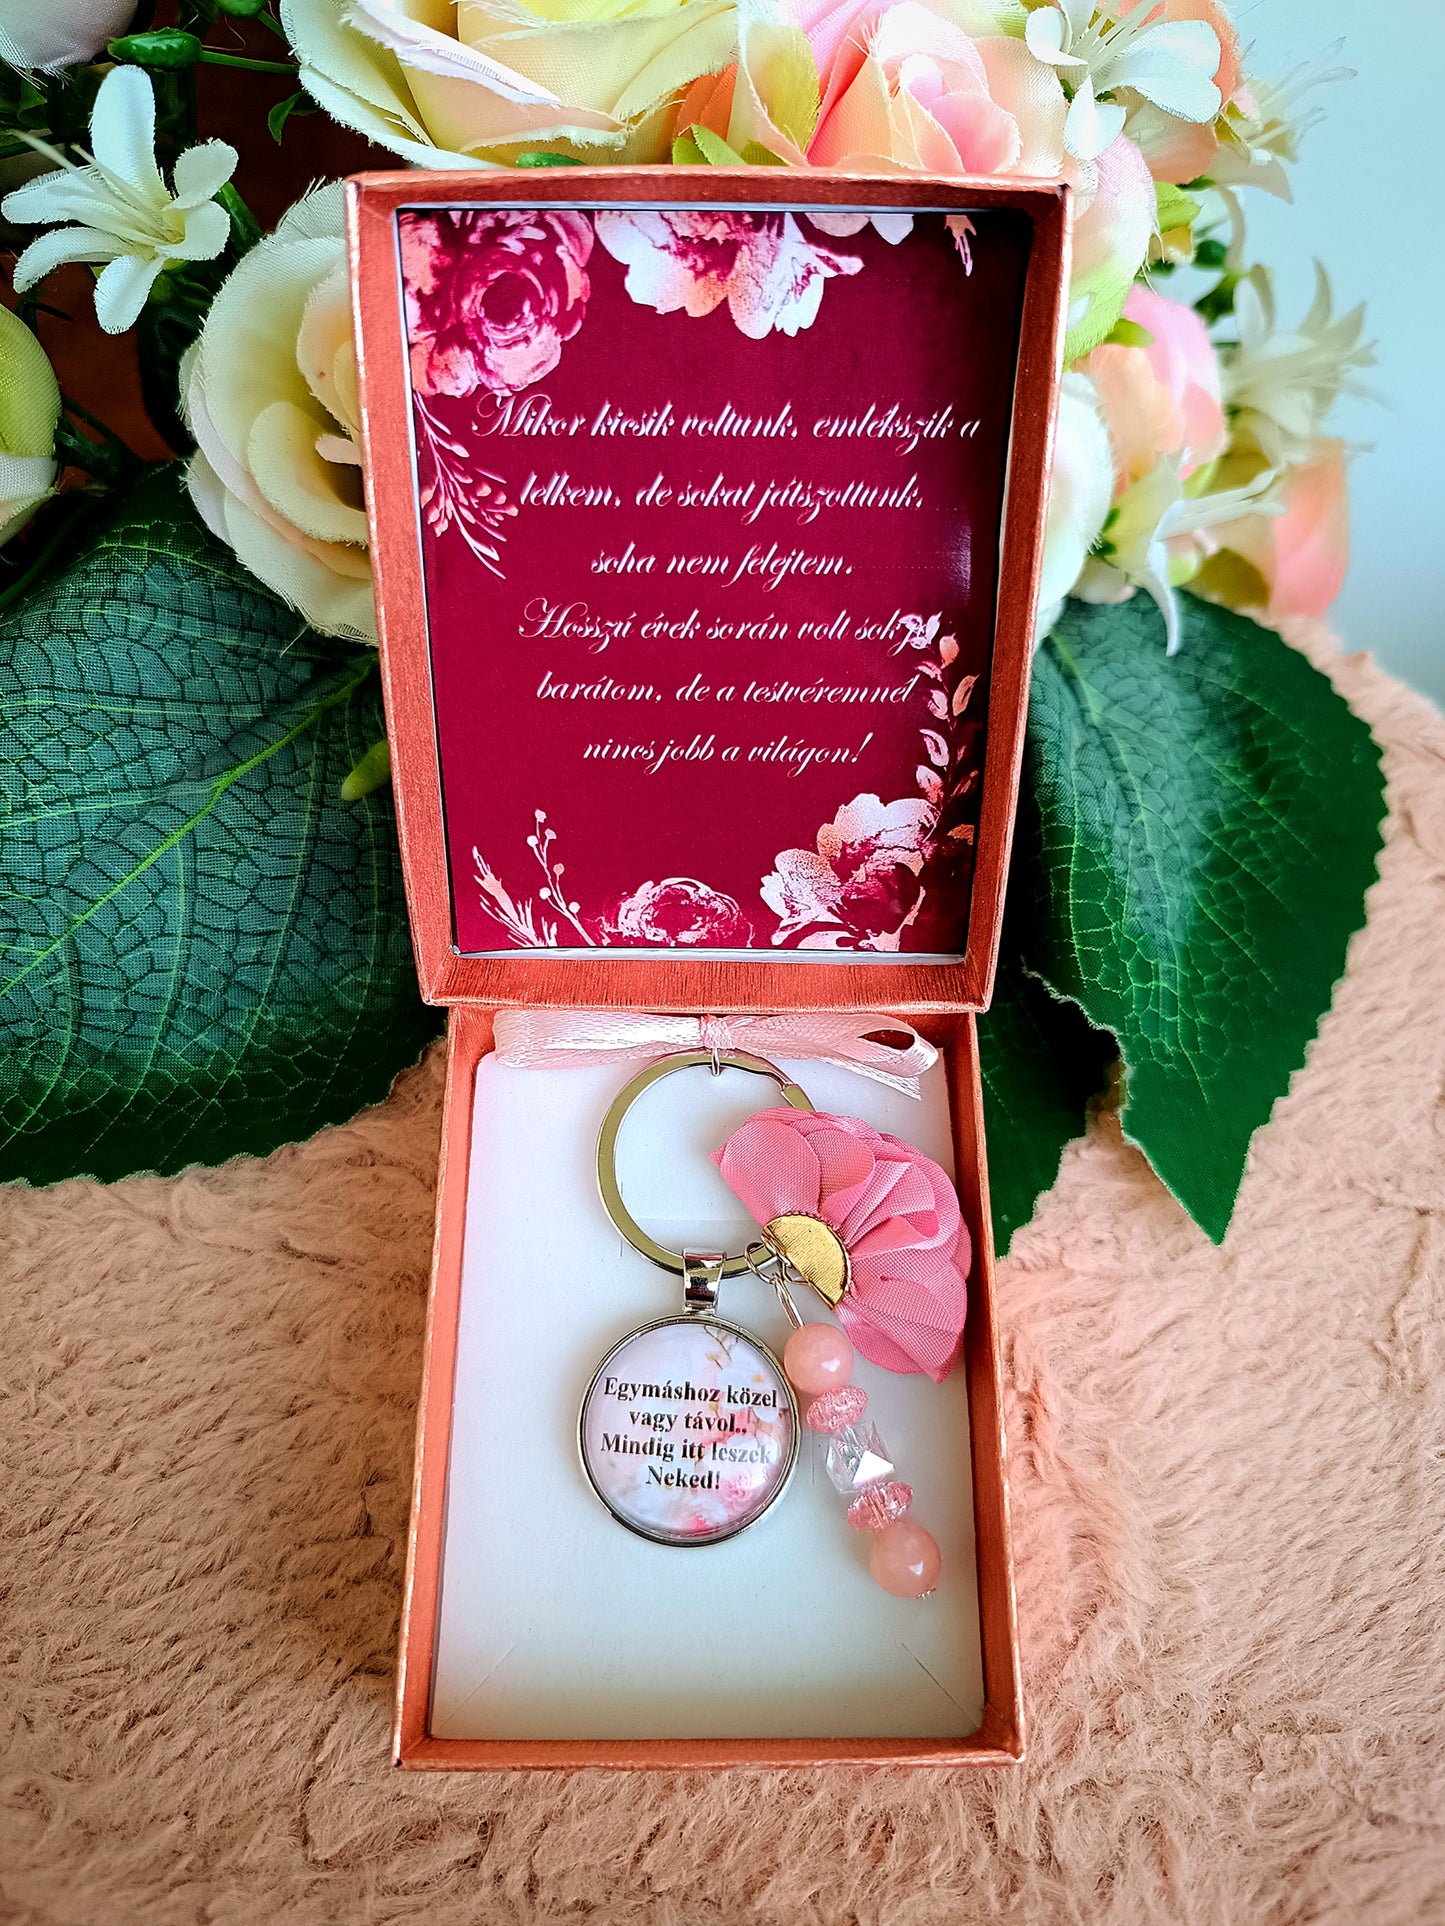 Mikor kicsik voltunk, emlékszik a
lelkem, de sokat játszottunk,
soha nem felejtem.
Hosszú évek során volt sok jó
barátom, de a testvéremnél
nincs jobb a világon!
Egymáshoz közel
vagy távol.,
Mindig itt leszek
Neked!